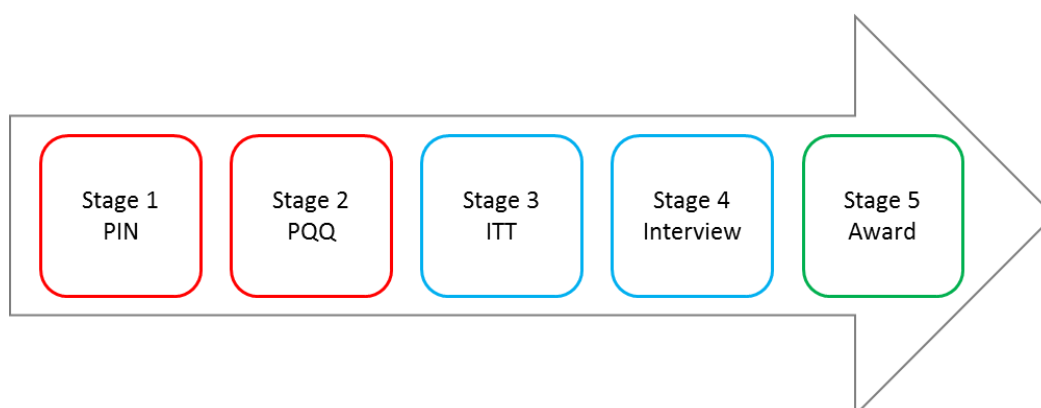 Stage 1
PIN
Stage 2
PQQ
Stage 3
ITT
Stage 4
Interview
Stage 5
Award